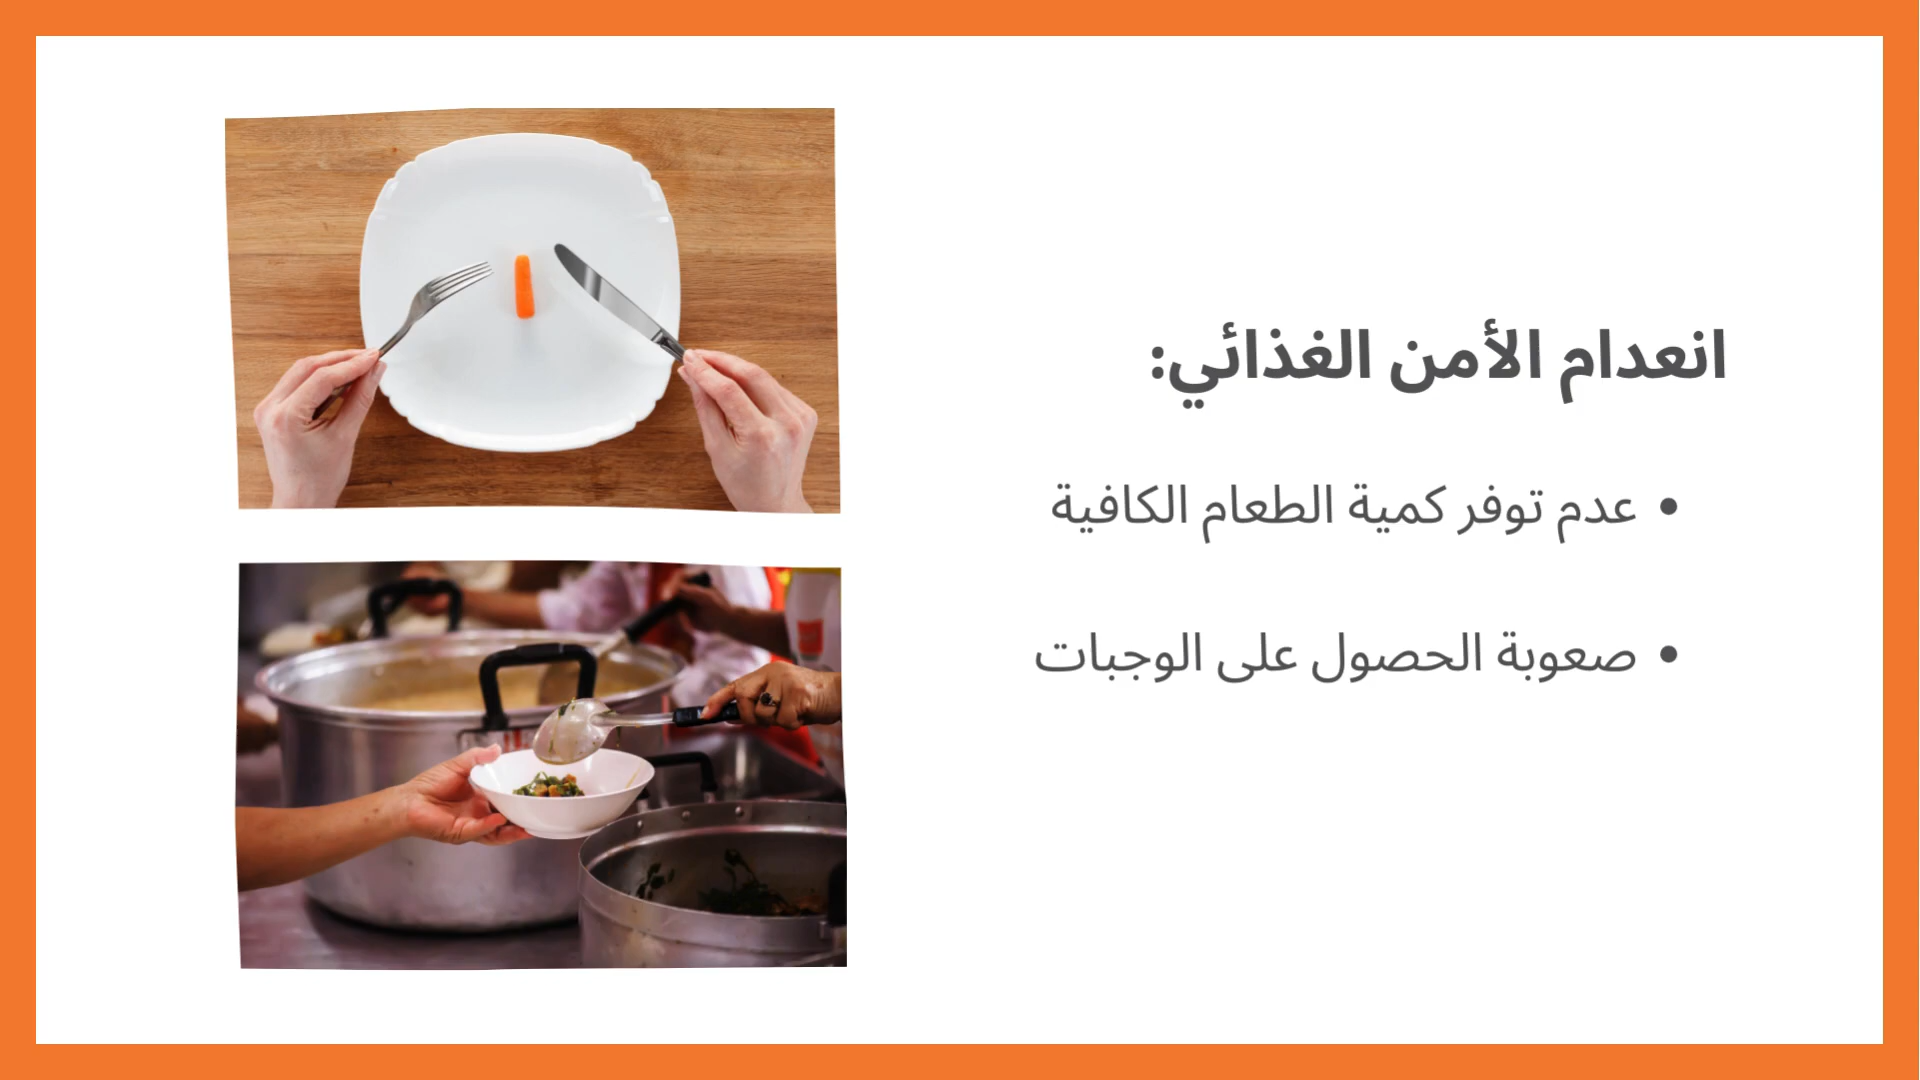 انعدام الأمن الغذائي:
• عدم توفر كمية الطعام الكافية
• صعوبة الحصول على الوجبات